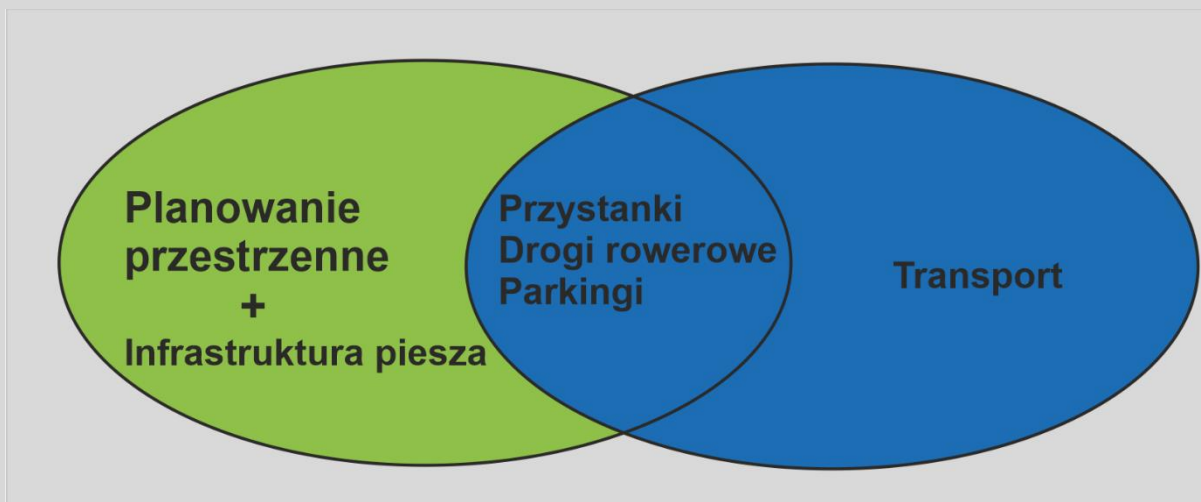 Planowanie
przestrzenne
+
Infrastruktura piesza
Przystanki
Drogi rowerowe
Parkingi
Transport